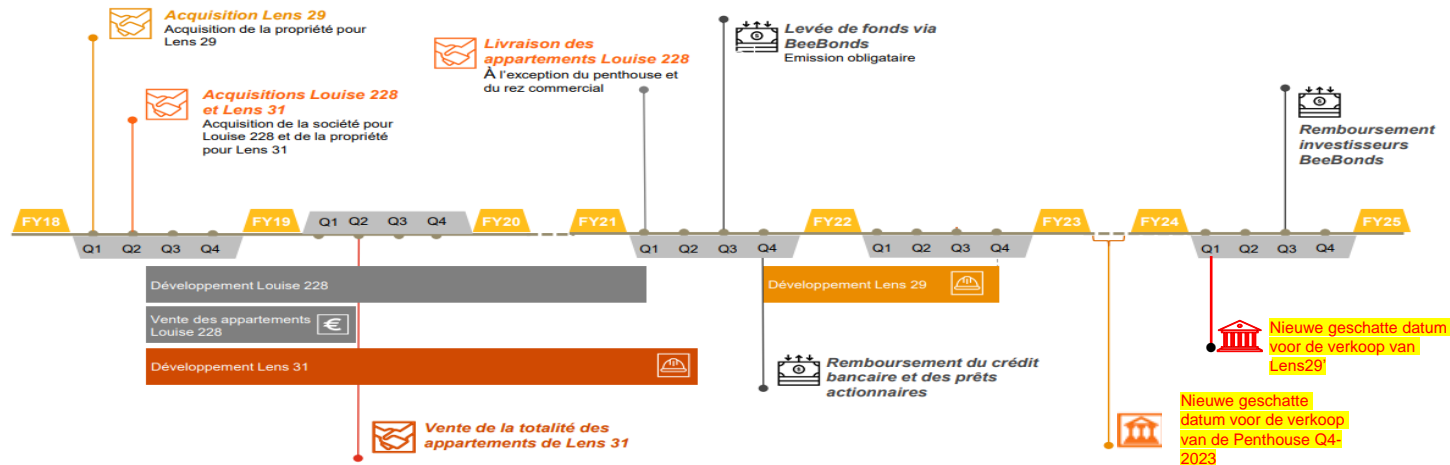 Acquisition Lens 29
Acquisition de la propriété pour
Lens 29
Acquisitions Louise 228
et Lens 31
Acquisition de la société pour
Louise 228 et de la propriété
pour Lens 31
Livraison des
appartements Louise 228
À l'exception du penthouse et
du rez commercial
Levée de fonds via
BeeBonds
Emission obligataire
Remboursement
investisseurs
BeeBonds
FY18
FY19
Q1 Q2 Q3 Q4
FY20
FY21
FY22
FY23
FY24
FY25
Q1 Q2 Q3 Q4
Q1 Q2 Q3 Q4
Q1 Q2 Q3 Q4
Q1 Q2 Q3 Q4
Développement Louise 228
Développement Lens 29
Vente des appartements
Louise 228
€
Développement Lens 31
Remboursement du crédit
bancaire et des prêts
actionnaires
Nieuwe geschatte datum
voor de verkoop van
Lens29'
Vente de la totalité des
appartements de Lens 31
Nieuwe geschatte
datum voor de verkoop
van de Penthouse Q4-
2023